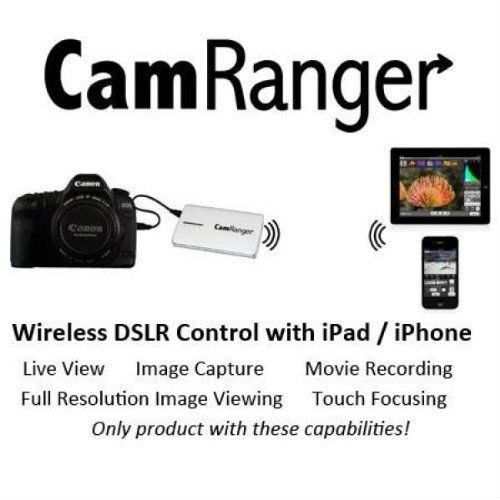 CamRanger
Canon
EOS
Canon
CamRanger
Wireless DSLR Control with iPad / iPhone
Live View Image Capture Movie Recording
Full Resolution Image Viewing Touch Focusing
Only product with these capabilities!